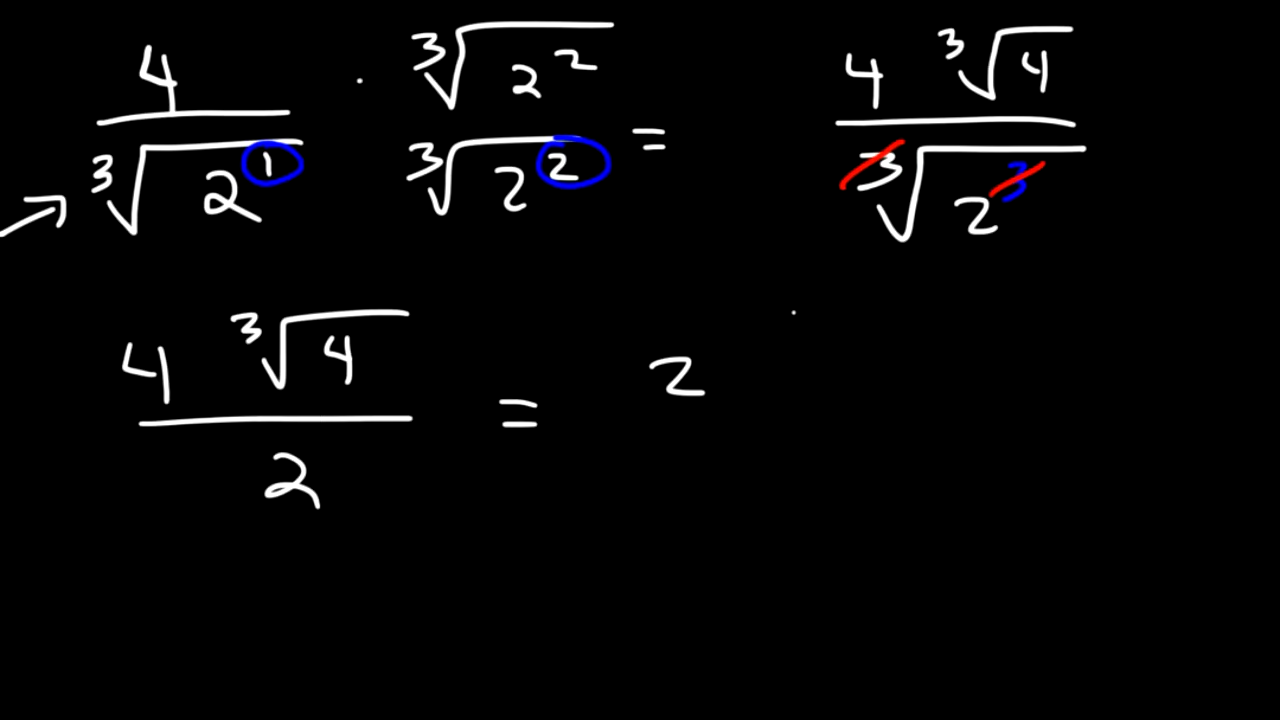 4/∛(2^1) · ∛(2^2)/∛(2^2) = 4 ∛4/∛(2^3)
4 ∛4/2 = 2